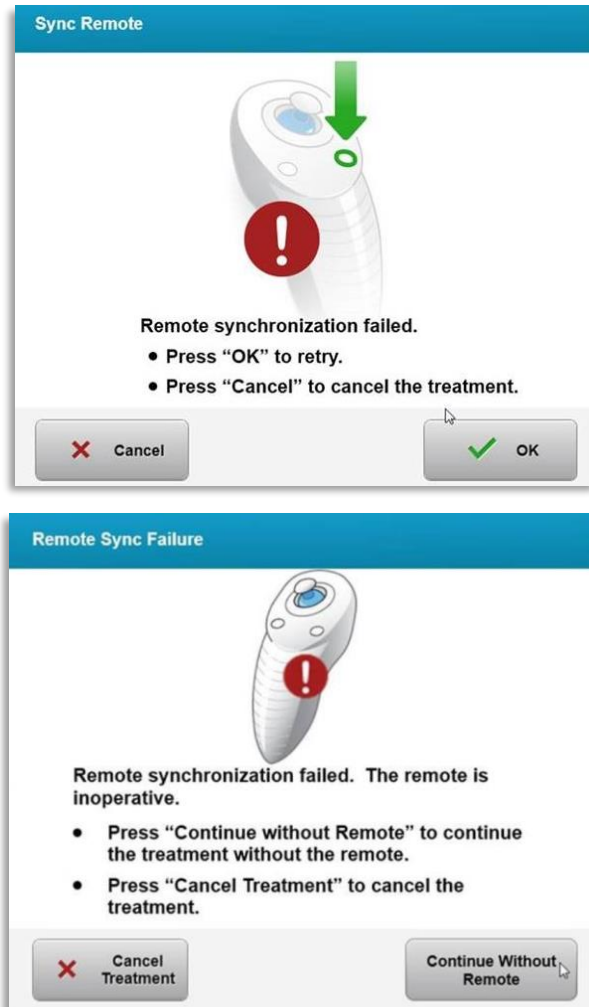 Sync Remote
Remote synchronization failed.
• Press “OK” to retry.
• Press “Cancel” to cancel the treatment.
Cancel
OK
Remote Sync Failure
Remote synchronization failed.  The remote is
inoperative.
• Press “Continue without Remote” to continue
the treatment without the remote.
• Press “Cancel Treatment” to cancel the
treatment.
Cancel
Treatment
Continue Without
Remote